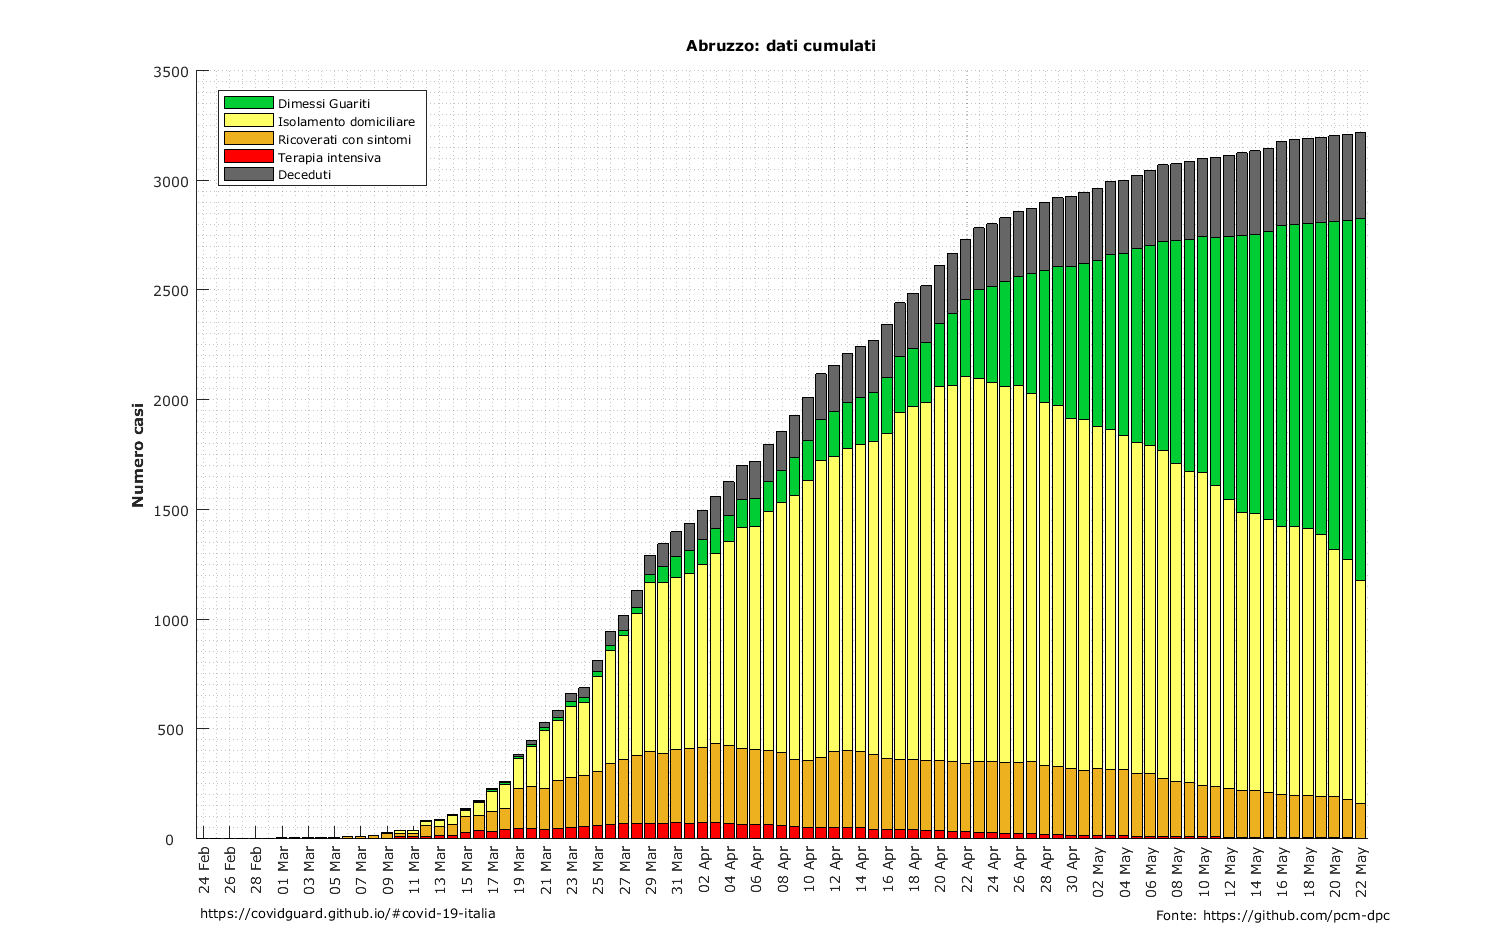 Abruzzo: dati cumulati
3500
3000
2500
2000
1500
1000
500
0
Numero casi
Dimessi Guariti
Isolamento domiciliare
Ricoverati con sintomi
Terapia intensiva
Deceduti
24 Feb
26 Feb
28 Feb
01 Mar
03 Mar
05 Mar
07 Mar
09 Mar
11 Mar
13 Mar
15 Mar
17 Mar
19 Mar
21 Mar
23 Mar
25 Mar
27 Mar
29 Mar
31 Mar
02 Apr
04 Apr
06 Apr
08 Apr
10 Apr
12 Apr
14 Apr
16 Apr
18 Apr
20 Apr
22 Apr
24 Apr
26 Apr
28 Apr
30 Apr
02 May
04 May
06 May
08 May
10 May
12 May
14 May
16 May
18 May
20 May
22 May
https://covidguard.github.io/#covid-19-italia
Fonte: https://github.com/pcm-dpc